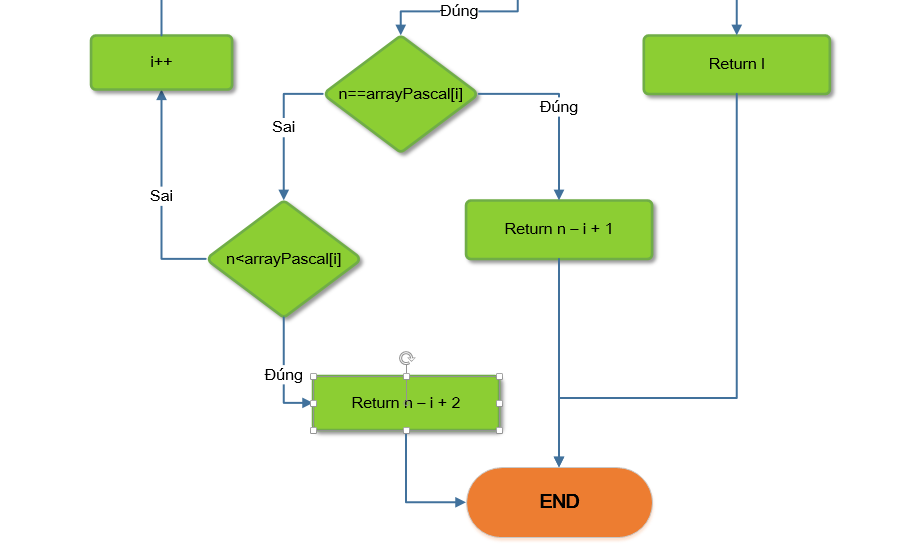 Đúng
i++
n==arrayPascal[i]
Return I
Sai
Đúng
Sai
Return n – i + 1
n<arrayPascal[i]
Đúng
Return n – i + 2
END